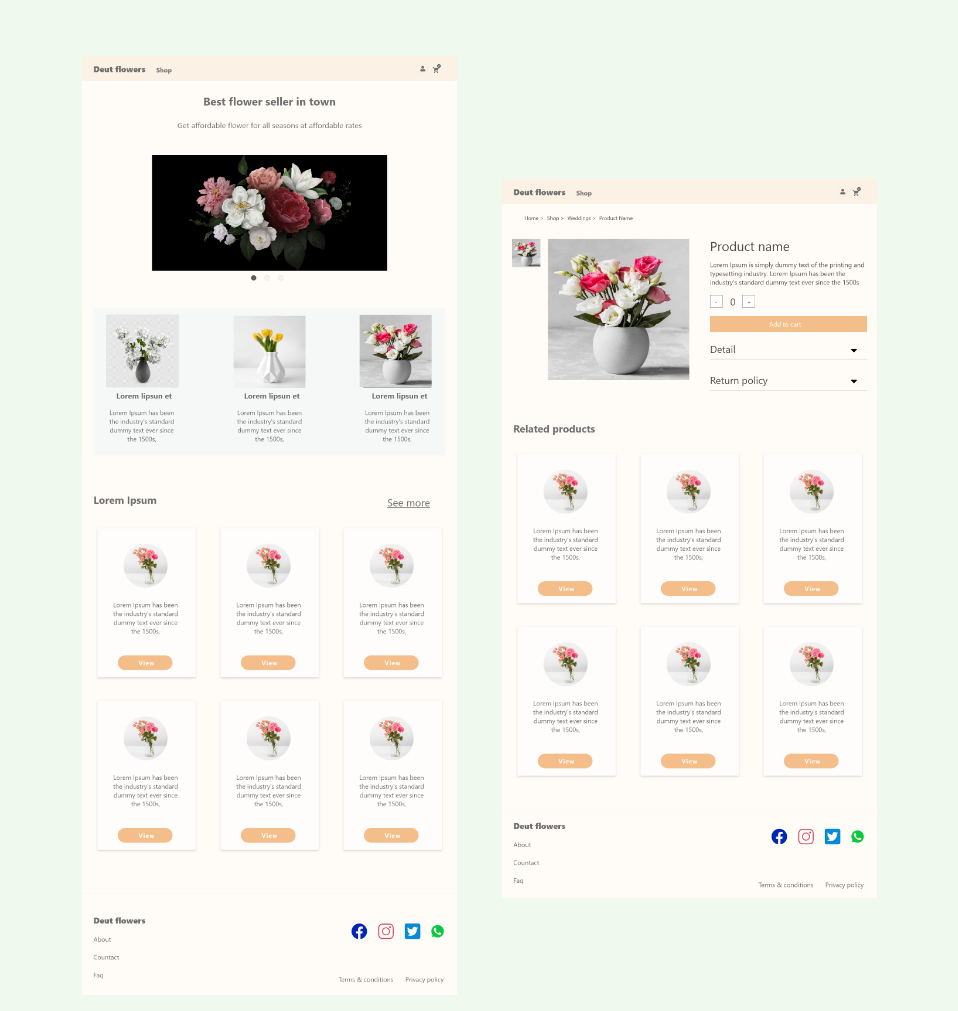 Deut flowers Shop
Best flower seller in town
Get affordable flower for all seasons at affordable rates
Lorem lipsun et
Lorem Ipsum has been
the industry's standard
dummy text ever since
the 1500s,
Lorem lipsun et
Lorem Ipsum has been
the industry's standard
dummy text ever since
the 1500s,
Lorem lipsun et
Lorem Ipsum has been
the industry's standard
dummy text ever since
the 1500s,
Lorem Ipsum
See more
Lorem Ipsum has been
the industry's standard
dummy text ever since
the 1500s,
View
Lorem Ipsum has been
the industry's standard
dummy text ever since
the 1500s,
View
Lorem Ipsum has been
the industry's standard
dummy text ever since
the 1500s,
View
Lorem Ipsum has been
the industry's standard
dummy text ever since
the 1500s,
View
Lorem Ipsum has been
the industry's standard
dummy text ever since
the 1500s,
View
Lorem Ipsum has been
the industry's standard
dummy text ever since
the 1500s,
View
Deut flowers
About
Countact
Faq
Terms & conditions Privacy policy
Deut flowers Shop
Home > Shop > Weddings > Product Name
Product name
Lorem Ipsum is simply dummy text of the printing and
typesetting industry. Lorem Ipsum has been the
industry's standard dummy text ever since the 1500s
- 0 +
Add to cart
Detail
Return policy
Related products
Lorem Ipsum has been
the industry's standard
dummy text ever since
the 1500s,
View
Lorem Ipsum has been
the industry's standard
dummy text ever since
the 1500s,
View
Lorem Ipsum has been
the industry's standard
dummy text ever since
the 1500s,
View
Lorem Ipsum has been
the industry's standard
dummy text ever since
the 1500s,
View
Lorem Ipsum has been
the industry's standard
dummy text ever since
the 1500s,
View
Lorem Ipsum has been
the industry's standard
dummy text ever since
the 1500s,
View
Deut flowers
About
Countact
Faq
Terms & conditions Privacy policy